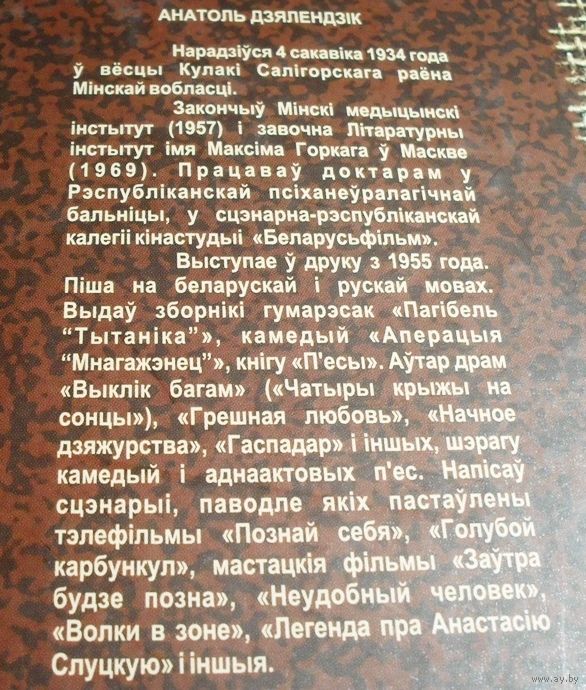 АНАТОЛЬ ДЗЯЛЕНДЗІК
Нарадзіўся 4 сакавіка 1934 года
ў вёсцы Кулакі Салігорскага раёна
Мінскай вобласці.
Закончыў Мінскі медыцынскі
інстытут (1957) і завочна Літаратурны
інстытут імя Максіма Горкага ў Маскве
(1969). Працаваў доктарам у
Рэспубліканскай псіханеўралагічнай
бальніцы, у сцэнарна-рэспубліканскай
калегіі кінастудыі «Беларусьфільм».
Выступае ў друку з 1955 года.
Піша на беларускай і рускай мовах.
Выдаў зборнікі гумарэсак «Пагібель
“Тытаніка”», камедый «Аперацыя
“Мнагажэнец”», кнігу «П'есы». Аўтар драм
«Выклік багам» («Чатыры крыжы на
сонцы»), «Грешная любовь», «Начное
дзяжурства», «Гаспадар» і іншых, шэрагу
камедый і аднаактовых п'ес. Напісаў
сцэнарыі, паводле якіх пастаўлены
тэлефільмы «Познай себя», «Голубой
карбункул», мастацкія фільмы «Заўтра
будзе позна», «Неудобный человек»,
«Волки в зоне», «Легенда пра Анастасію
Слуцкую» і іншыя.
www.ay.by